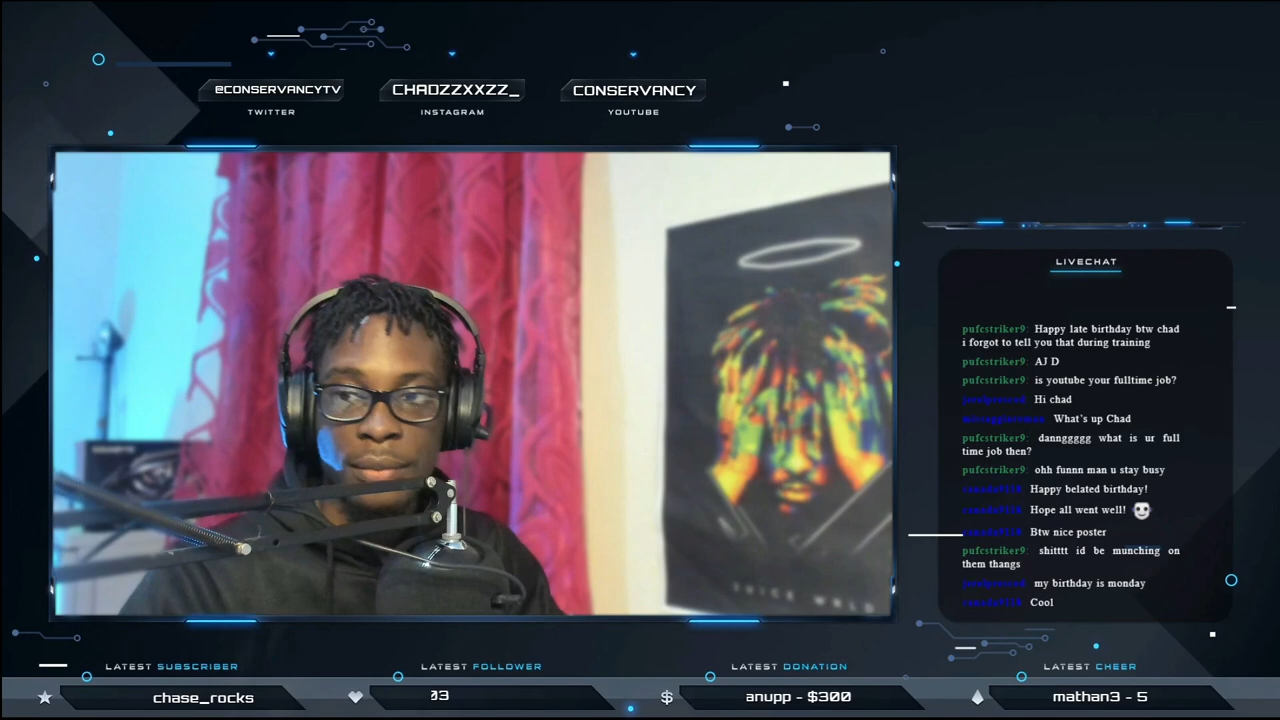 @CONSERVANCYTV
CHADZZXXZZ_
CONSERVANCY
TWITTER
INSTAGRAM
YOUTUBE
JUICE WRLD
LIVECHAT
pufcstriker9: Happy late birthday btw chad
i forgot to tell you that during training
pufcstriker9: AJ D
pufcstriker9: is youtube your fulltime job?
Hi chad
What's up Chad
pufcstriker9: danngggg what is ur full
time job then?
pufcstriker9: ohh funnn man u stay busy
Happy belated birthday!
Hope all went well!
Btw nice poster
pufcstriker9: shitttt id be munching on
them thangs
my birthday is monday
Cool
LATEST SUBSCRIBER
LATEST FOLLOWER
LATEST DONATION
LATEST CHEER
chase_rocks
03
anupp - $300
mathan3 - 5